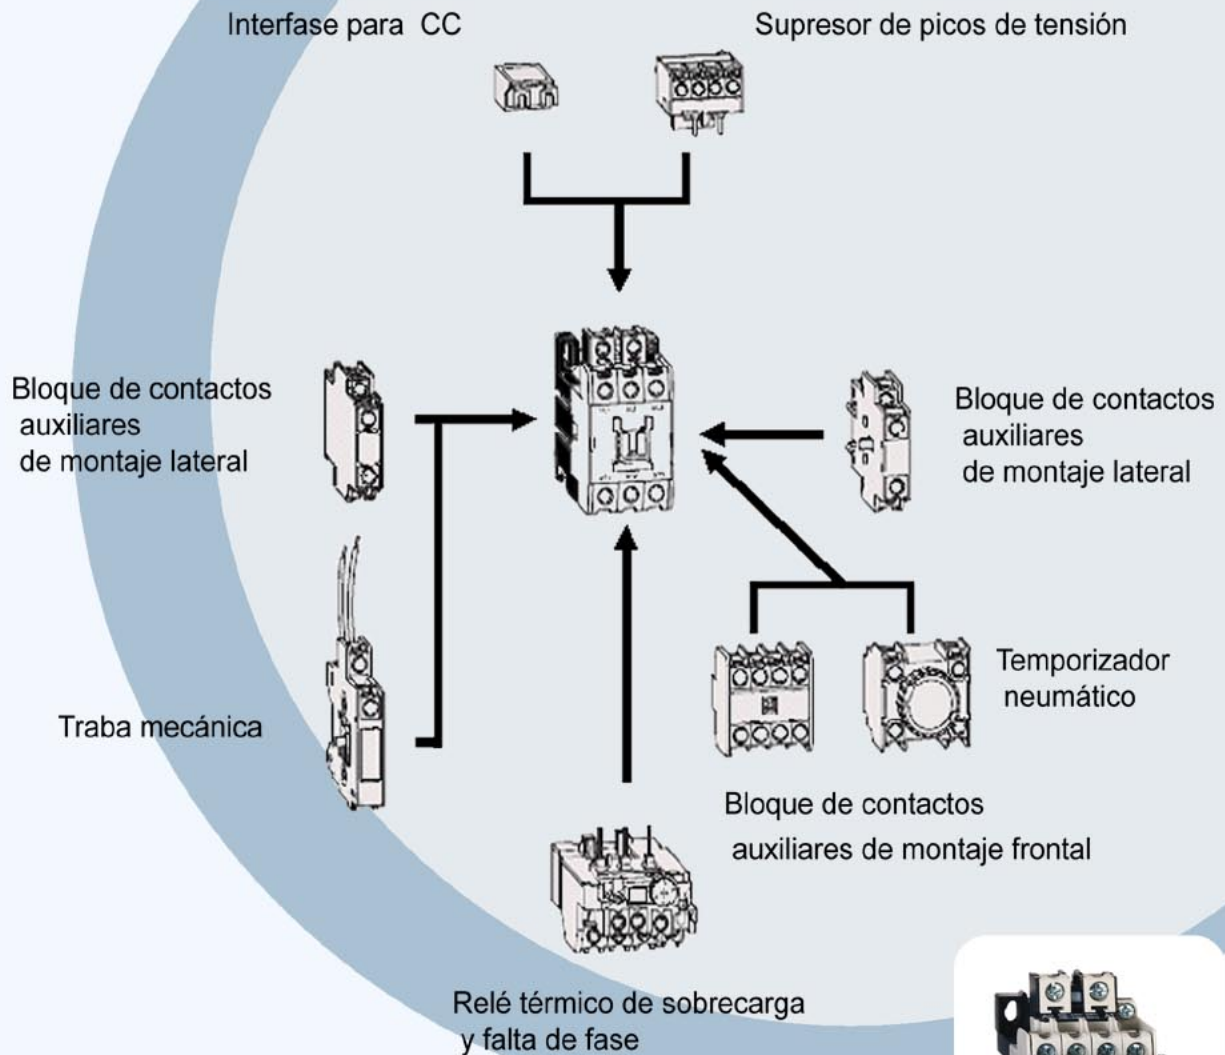 Interfase para CC
Supresor de picos de tensión
Bloque de contactos
auxiliares
de montaje lateral
Bloque de contactos
auxiliares
de montaje lateral
Traba mecánica
Temporizador
neumático
Bloque de contactos
auxiliares de montaje frontal
Relé térmico de sobrecarga
y falta de fase